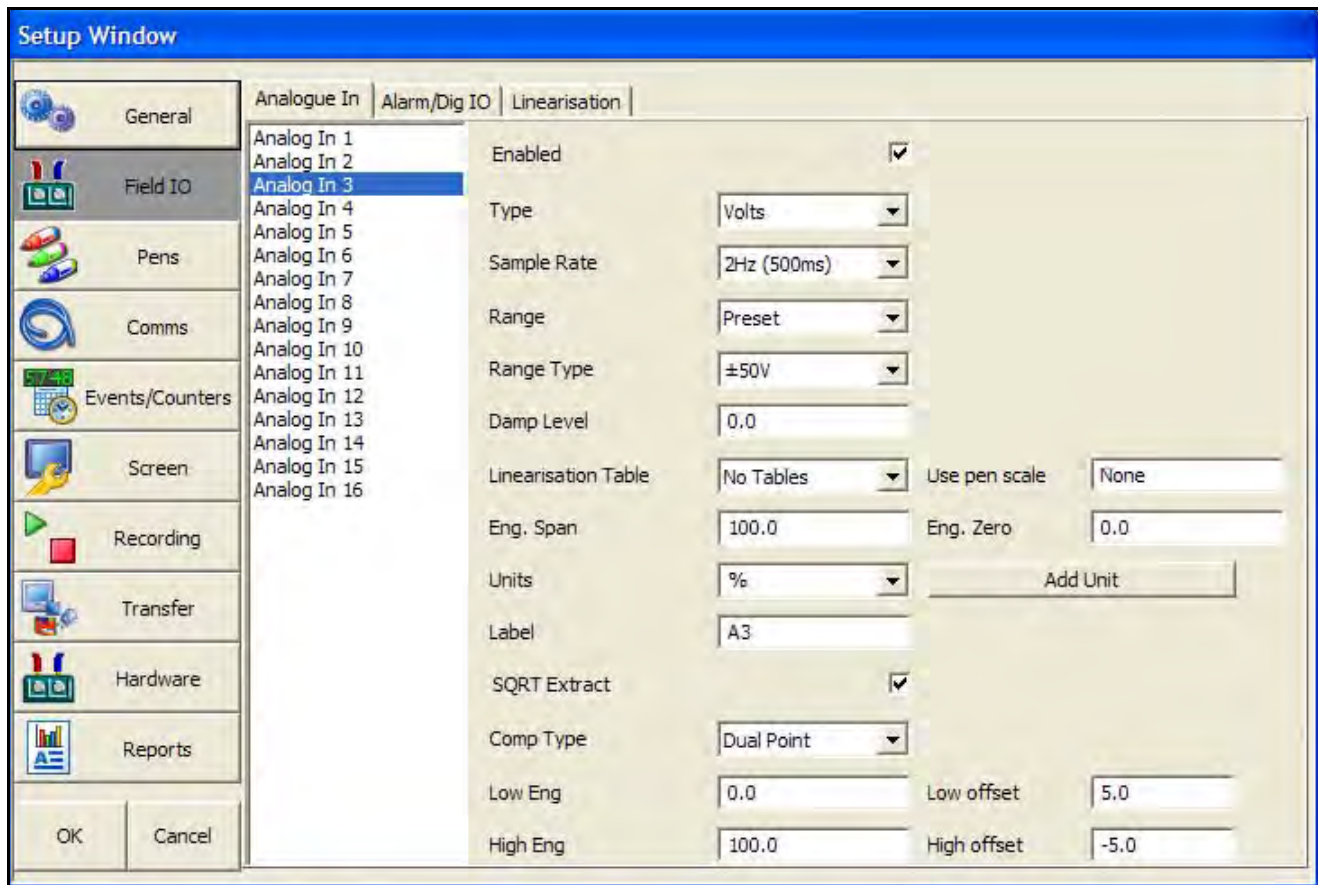 Setup Window
General
Field IO
Pens
Comms
57:48
Events/Counters
Screen
Recording
Transfer
Hardware
Reports
OK Cancel
Analogue In Alarm/Dig IO Linearisation
Analog In 1
Analog In 2
Analog In 3
Analog In 4
Analog In 5
Analog In 6
Analog In 7
Analog In 8
Analog In 9
Analog In 10
Analog In 11
Analog In 12
Analog In 13
Analog In 14
Analog In 15
Analog In 16
Enabled
Type Volts
Sample Rate 2Hz (500ms)
Range Preset
Range Type ±50V
Damp Level 0.0
Linearisation Table No Tables Use pen scale None
Eng. Span 100.0 Eng. Zero 0.0
Units % Add Unit
Label A3
SQRT Extract
Comp Type Dual Point
Low Eng 0.0 Low offset 5.0
High Eng 100.0 High offset -5.0